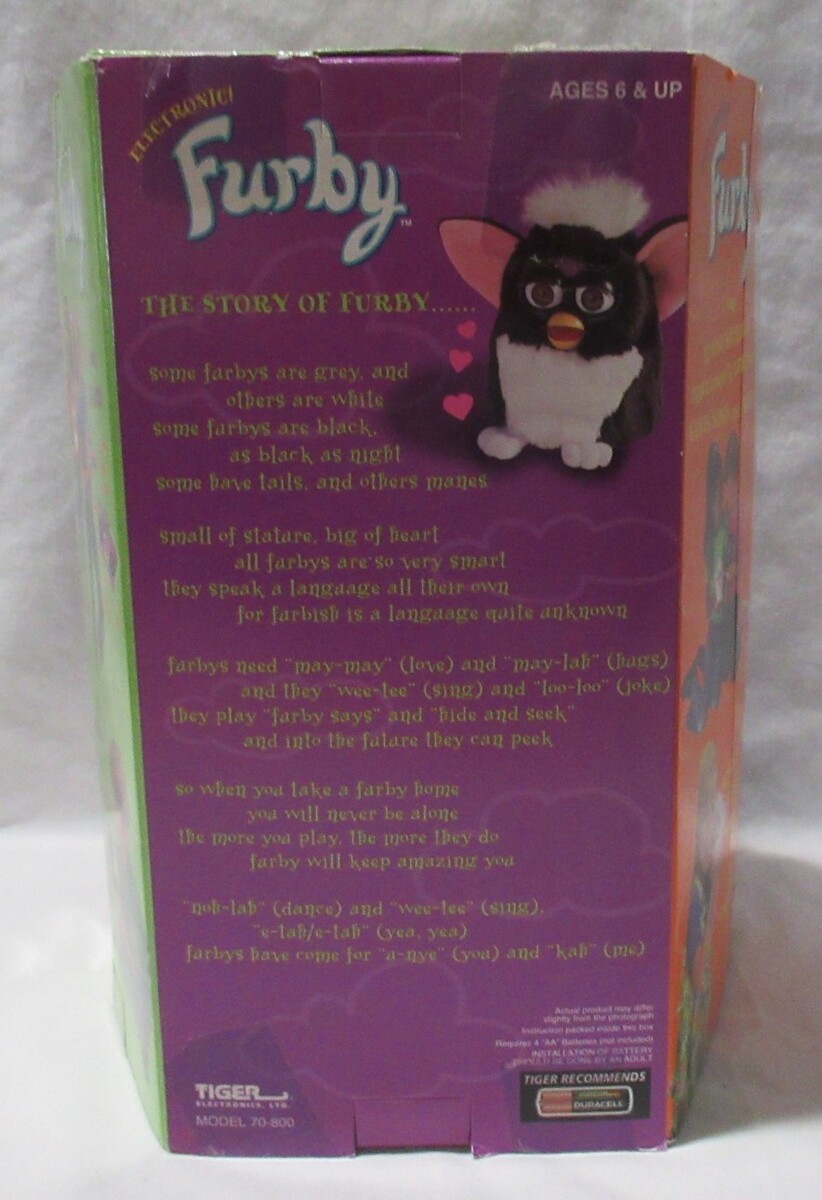 ELECTRONIC!
AGES 6 & UP
Furby™
Furby
THE STORY OF FURBY......
some furbys are grey, and
others are white
some furbys are black,
as black as night
some have tails, and others manes
small of stature, big of heart
all furbys are so very smart
they speak a language all their own
for furbish is a language quite unknown
furbys need "may-may" (love) and "may-lah" (hugs)
and they "wee-tee" (sing) and "loo-loo" (joke)
they play "furby says" and "hide and seek"
and into the future they can peek
so when you take a furby home
you will never be alone
the more you play, the more they do
furby will keep amazing you
"noh-lah" (dance) and "wee-tee" (sing),
"e-tah/e-tah" (yea, yea)
furbys have come for "a-nye" (you) and "kah" (me)
Actual product may differ
slightly from the photograph
Instruction packed inside this box
Requires 4 "AA" Batteries (not included)
INSTALLATION OF BATTERY
SHOULD BE DONE BY AN ADULT
TIGER RECOMMENDS
DURACELL
TIGER
ELECTRONICS, LTD.
MODEL 70-800